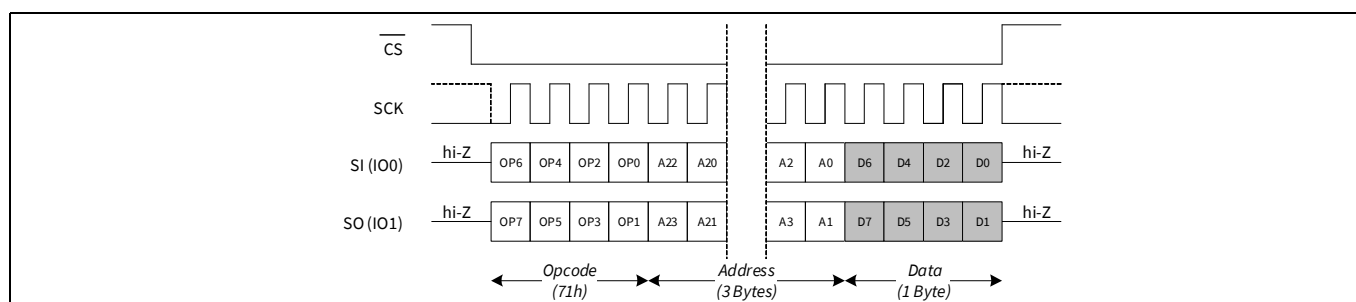 CS
SCK
SI (IO0) hi-Z OP6 OP4 OP2 OP0 A22 A20 A2 A0 D6 D4 D2 D0 hi-Z
SO (IO1) hi-Z OP7 OP5 OP3 OP1 A23 A21 A3 A1 D7 D5 D3 D1 hi-Z
Opcode Address Data
(71h) (3 Bytes) (1 Byte)